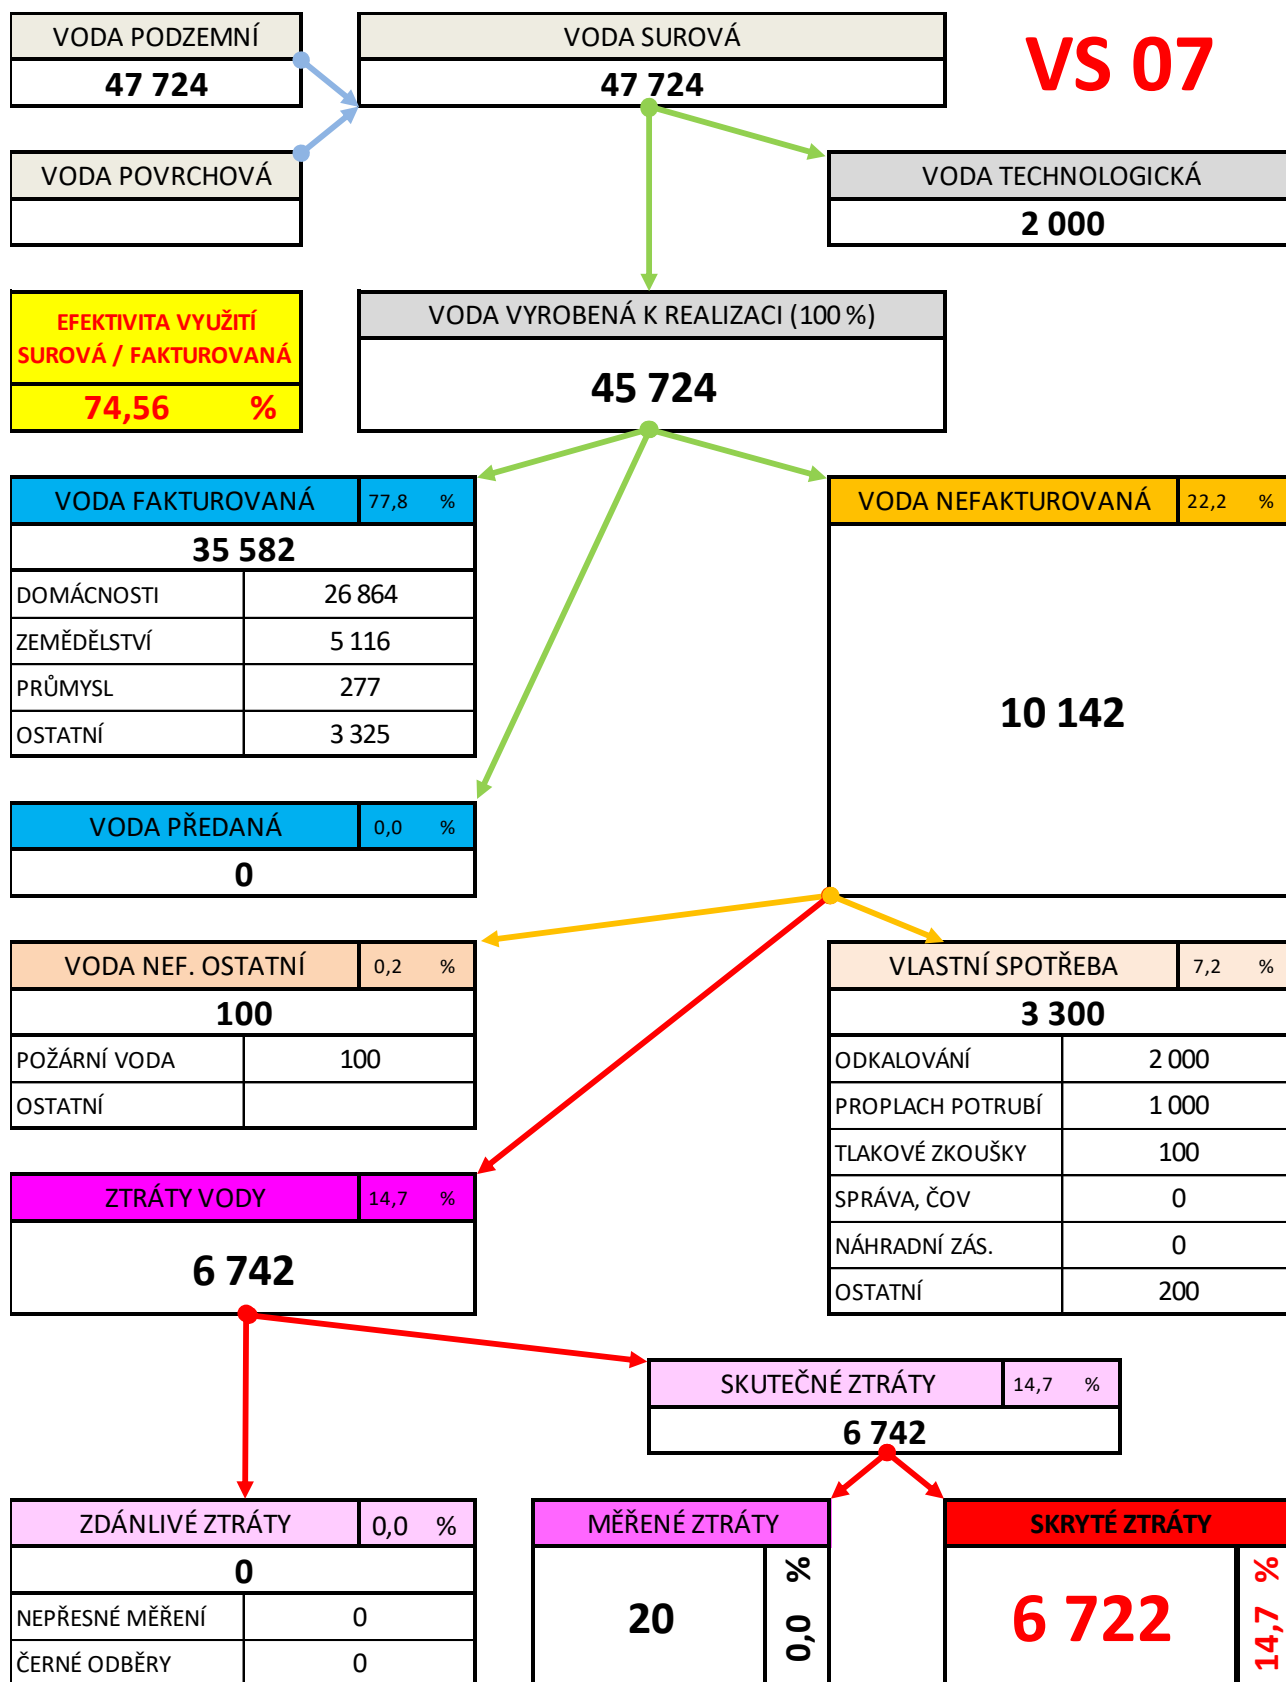 VODA PODZEMNÍ
47 724
VODA SUROVÁ
47 724
VS 07
VODA POVRCHOVÁ
VODA TECHNOLOGICKÁ
2 000
EFEKTIVITA VYUŽITÍ
SUROVÁ / FAKTUROVANÁ
74,56 %
VODA VYROBENÁ K REALIZACI (100 %)
45 724
VODA FAKTUROVANÁ 77,8 %
35 582
DOMÁCNOSTI 26 864
ZEMĚDĚLSTVÍ 5 116
PRŮMYSL 277
OSTATNÍ 3 325
VODA NEFAKTUROVANÁ 22,2 %
10 142
VODA PŘEDANÁ 0,0 %
0
VODA NEF. OSTATNÍ 0,2 %
100
POŽÁRNÍ VODA 100
OSTATNÍ
VLASTNÍ SPOTŘEBA 7,2 %
3 300
ODKALOVÁNÍ 2 000
PROPLACH POTRUBÍ 1 000
TLAKOVÉ ZKOUŠKY 100
SPRÁVA, ČOV 0
NÁHRADNÍ ZÁS. 0
OSTATNÍ 200
ZTRÁTY VODY 14,7 %
6 742
SKUTEČNÉ ZTRÁTY 14,7 %
6 742
ZDÁNLIVÉ ZTRÁTY 0,0 %
0
NEPŘESNÉ MĚŘENÍ 0
ČERNÉ ODBĚRY 0
MĚŘENÉ ZTRÁTY
20
0,0 %
SKRYTÉ ZTRÁTY
6 722
14,7 %